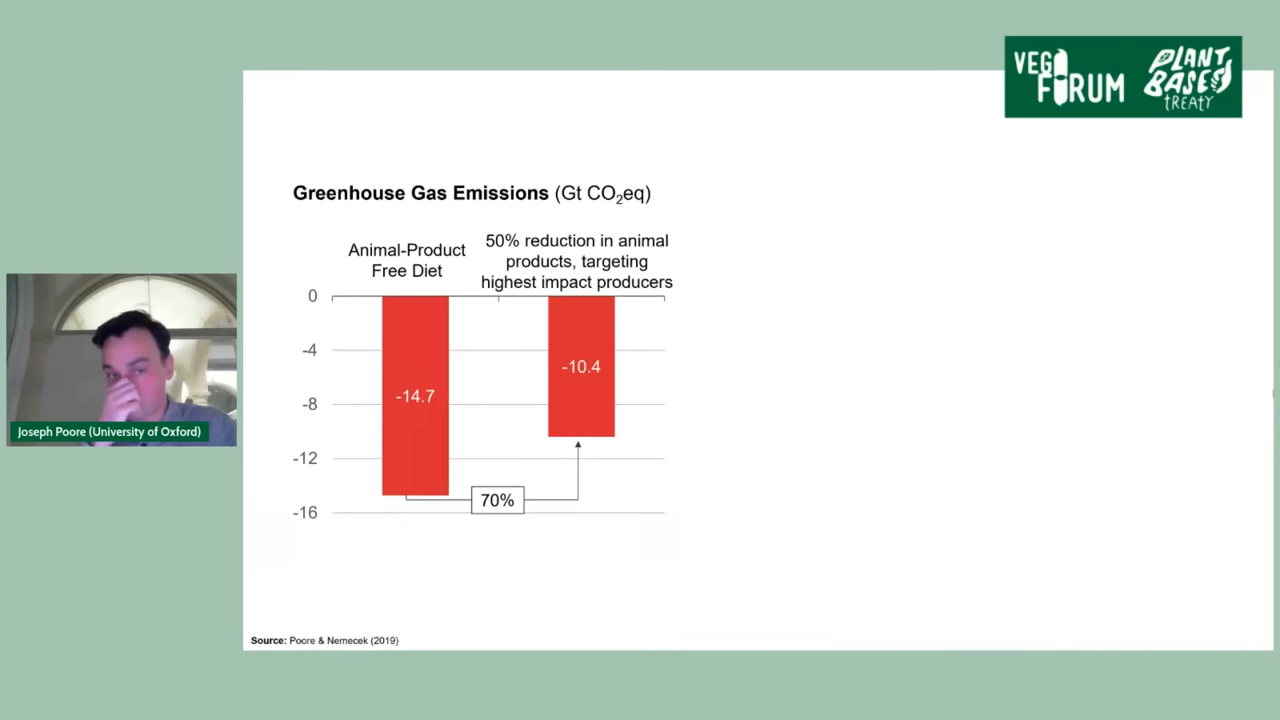 VEGO
FORUM
PLANT
BASED
TREATY
Greenhouse Gas Emissions (Gt CO₂eq)
Animal-Product
Free Diet
50% reduction in animal
products, targeting
highest impact producers
0
-4
-8
-12
-16
-14.7
-10.4
70%
Joseph Poore (University of Oxford)
Source: Poore & Nemecek (2019)